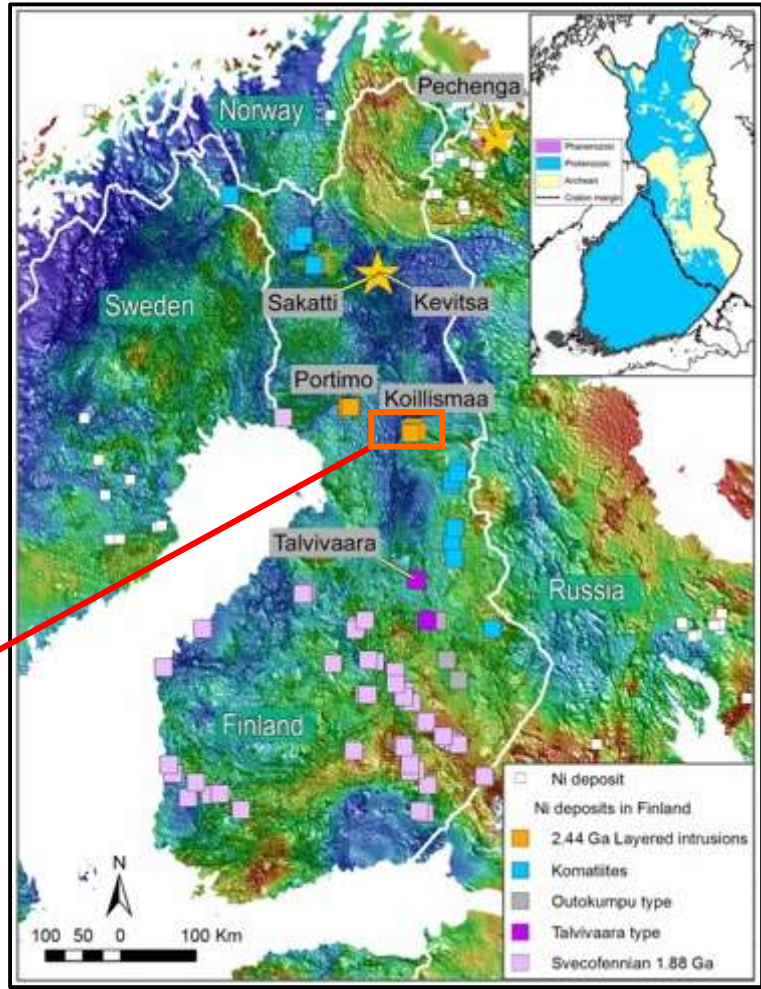 Norway
Pechenga
Phanerozoic
Proterozoic
Archean
Craton margin
Sweden
Sakatti
Kevitsa
Portimo
Koillismaa
Talvivaara
Russia
Finland
Ni deposit
Ni deposits in Finland
2.44 Ga Layered intrusions
Komatiites
Outokumpu type
Talvivaara type
Svecofennian 1.88 Ga
N
100 50 0 100 Km